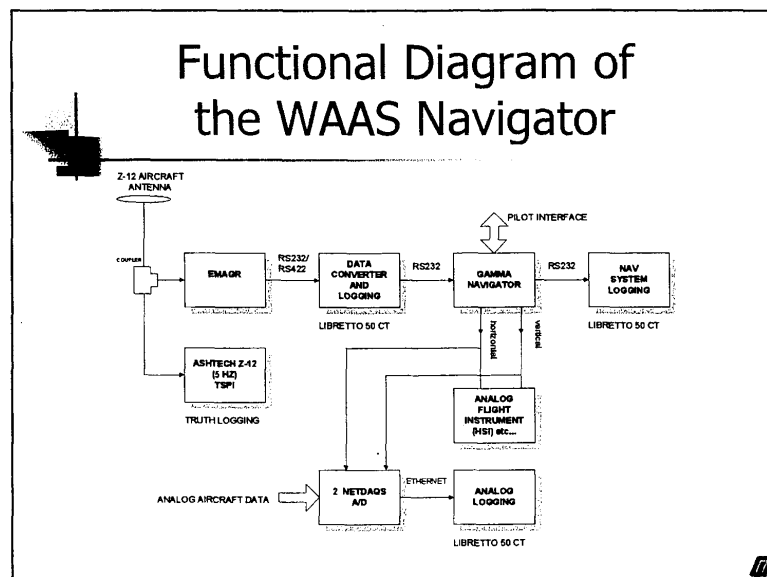 Functional Diagram of
the WAAS Navigator
Z-12 AIRCRAFT
ANTENNA
COUPLER
EMAGR
RS232/
RS422
DATA
CONVERTER
AND
LOGGING
LIBRETTO 50 CT
RS232
PILOT INTERFACE
GAMMA
NAVIGATOR
RS232
NAV
SYSTEM
LOGGING
LIBRETTO 50 CT
horizontal
vertical
ASHTECH Z-12
(5 HZ)
TSPI
TRUTH LOGGING
ANALOG
FLIGHT
INSTRUMENT
(HSI) etc...
ANALOG AIRCRAFT DATA
2 NETDAQS
A/D
ETHERNET
ANALOG
LOGGING
LIBRETTO 50 CT